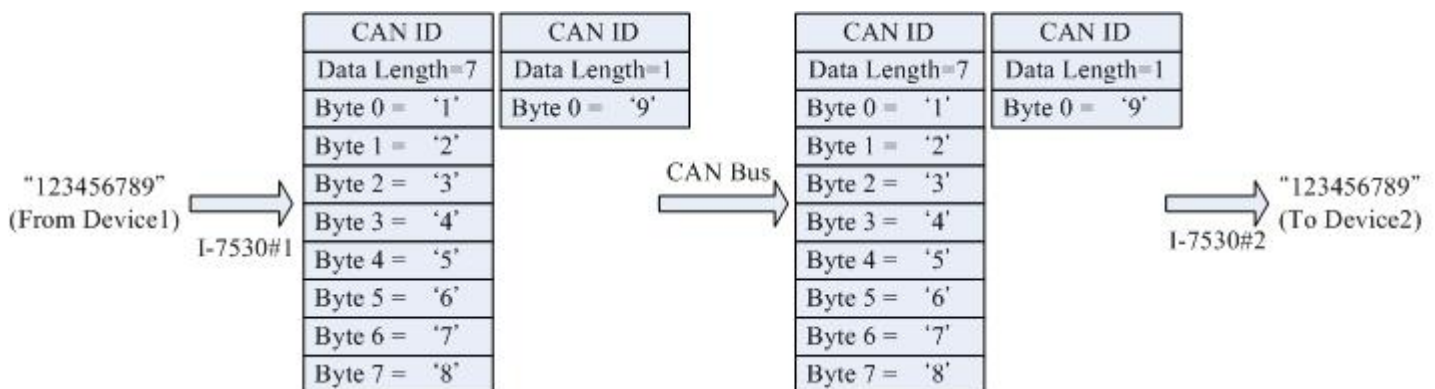 "123456789"
(From Device1)
I-7530#1
CAN ID
Data Length=7
Byte 0 = '1'
Byte 1 = '2'
Byte 2 = '3'
Byte 3 = '4'
Byte 4 = '5'
Byte 5 = '6'
Byte 6 = '7'
Byte 7 = '8'
CAN ID
Data Length=1
Byte 0 = '9'
CAN Bus
CAN ID
Data Length=7
Byte 0 = '1'
Byte 1 = '2'
Byte 2 = '3'
Byte 3 = '4'
Byte 4 = '5'
Byte 5 = '6'
Byte 6 = '7'
Byte 7 = '8'
CAN ID
Data Length=1
Byte 0 = '9'
I-7530#2
"123456789"
(To Device2)